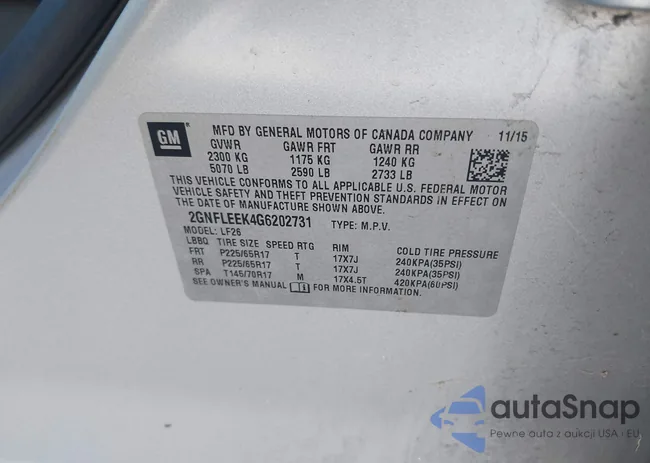 GM
MFD BY GENERAL MOTORS OF CANADA COMPANY 11/15
GVWR GAWR FRT GAWR RR
2300 KG 1175 KG 1240 KG
5070 LB 2590 LB 2733 LB
THIS VEHICLE CONFORMS TO ALL APPLICABLE U.S. FEDERAL MOTOR
VEHICLE SAFETY AND THEFT PREVENTION STANDARDS IN EFFECT ON
THE DATE OF MANUFACTURE SHOWN ABOVE.
2GNFLEEK4G6202731 TYPE: M.P.V.
MODEL: LF26
LBBQ TIRE SIZE SPEED RTG RIM COLD TIRE PRESSURE
FRT P225/65R17 T 17X7J 240KPA(35PSI)
RR P225/65R17 T 17X7J 240KPA(35PSI)
SPA T145/70R17 M 17X4.5T 420KPA(60PSI)
SEE OWNER'S MANUAL FOR MORE INFORMATION.
autaSnap
Pewne auta z aukcji USA i EU